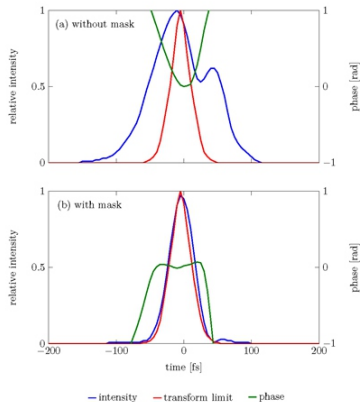 1
1
(a) without mask
relative intensity
0.5
0
phase [rad]
0
−1
1
1
(b) with mask
relative intensity
0.5
0
phase [rad]
0
−1
−200
−100
0
100
200
time [fs]
intensity transform limit phase